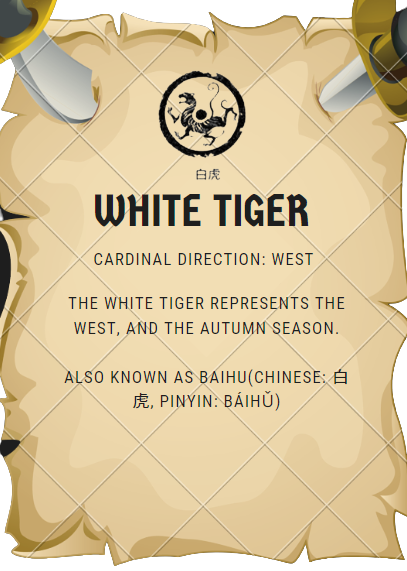 白虎
WHITE TIGER
CARDINAL DIRECTION: WEST
THE WHITE TIGER REPRESENTS THE
WEST, AND THE AUTUMN SEASON.
ALSO KNOWN AS BAIHU(CHINESE: 白
虎, PINYIN: BÁIHǓ)